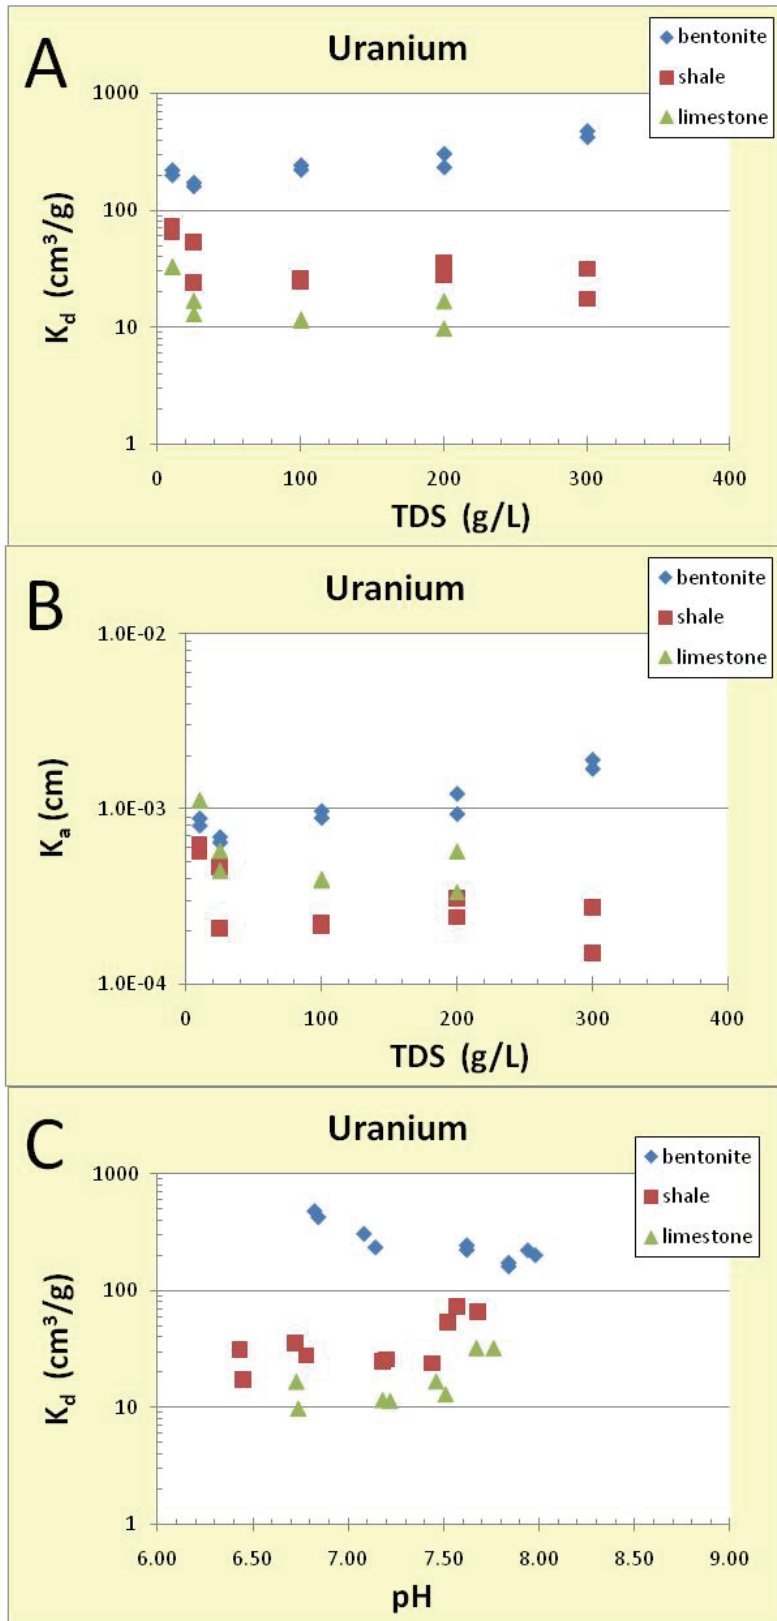 A
Uranium
bentonite
shale
limestone
1000
100
10
1
Kd (cm³/g)
0 100 200 300 400
TDS (g/L)
B
Uranium
bentonite
shale
limestone
1.0E-02
1.0E-03
1.0E-04
Ka (cm)
0 100 200 300 400
TDS (g/L)
C
Uranium
bentonite
shale
limestone
1000
100
10
1
Kd (cm³/g)
6.00 6.50 7.00 7.50 8.00 8.50 9.00
pH